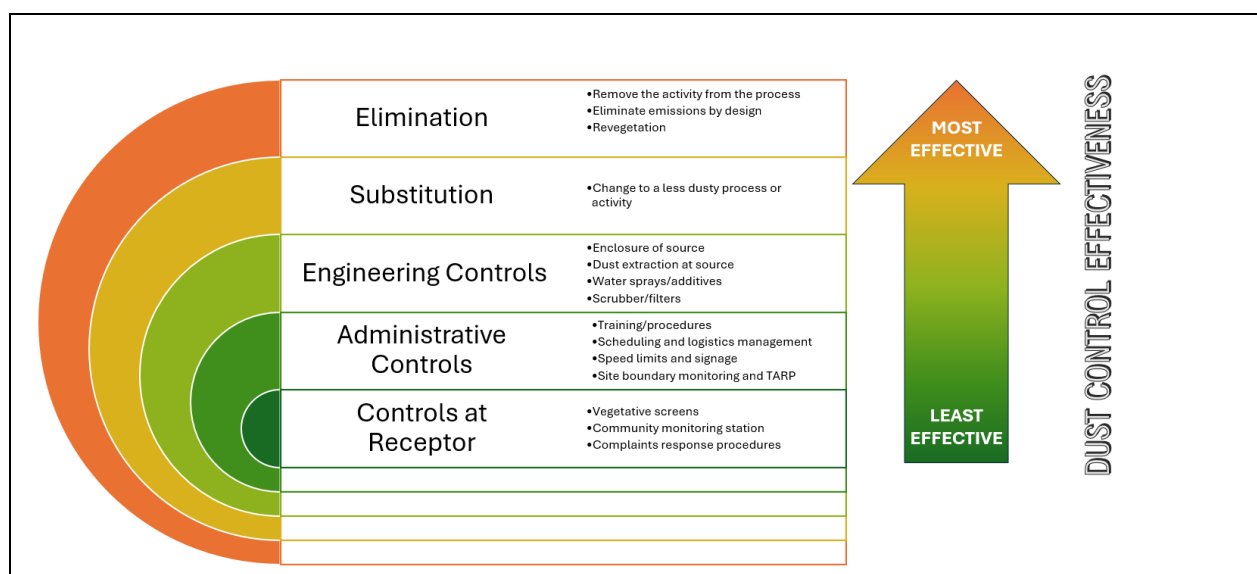 Elimination
•Remove the activity from the process
•Eliminate emissions by design
•Revegetation
Substitution
•Change to a less dusty process or
activity
Engineering Controls
•Enclosure of source
•Dust extraction at source
•Water sprays/additives
•Scrubber/filters
Administrative
Controls
•Training/procedures
•Scheduling and logistics management
•Speed limits and signage
•Site boundary monitoring and TARP
Controls at
Receptor
•Vegetative screens
•Community monitoring station
•Complaints response procedures
MOST
EFFECTIVE
LEAST
EFFECTIVE
DUST CONTROL EFFECTIVENESS